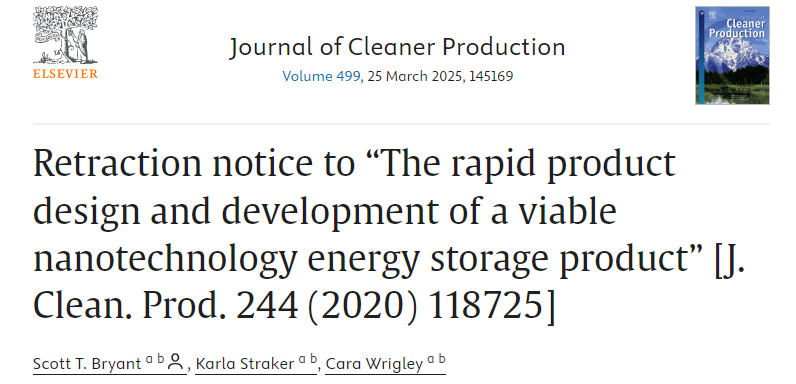 ELSEVIER
Journal of Cleaner Production
Volume 499, 25 March 2025, 145169
Cleaner
Production
Retraction notice to “The rapid product
design and development of a viable
nanotechnology energy storage product” [J.
Clean. Prod. 244 (2020) 118725]
Scott T. Bryant a b, Karla Straker a b, Cara Wrigley a b